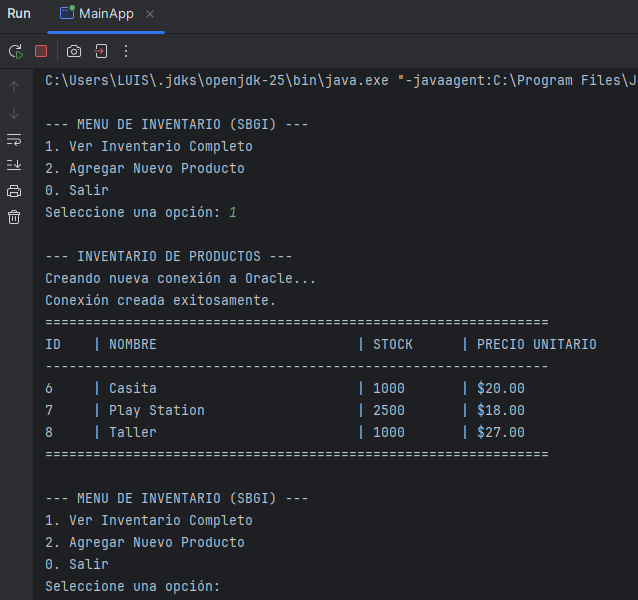 Run MainApp
C:\Users\LUIS\.jdks\openjdk-25\bin\java.exe "-javaagent:C:\Program Files\J
--- MENU DE INVENTARIO (SBGI) ---
1. Ver Inventario Completo
2. Agregar Nuevo Producto
0. Salir
Seleccione una opción: 1
--- INVENTARIO DE PRODUCTOS ---
Creando nueva conexión a Oracle...
Conexión creada exitosamente.
===============================================================
ID    | NOMBRE                         | STOCK      | PRECIO UNITARIO
---------------------------------------------------------------
6     | Casita                         | 1000       | $20.00
7     | Play Station                   | 2500       | $18.00
8     | Taller                         | 1000       | $27.00
===============================================================
--- MENU DE INVENTARIO (SBGI) ---
1. Ver Inventario Completo
2. Agregar Nuevo Producto
0. Salir
Seleccione una opción: